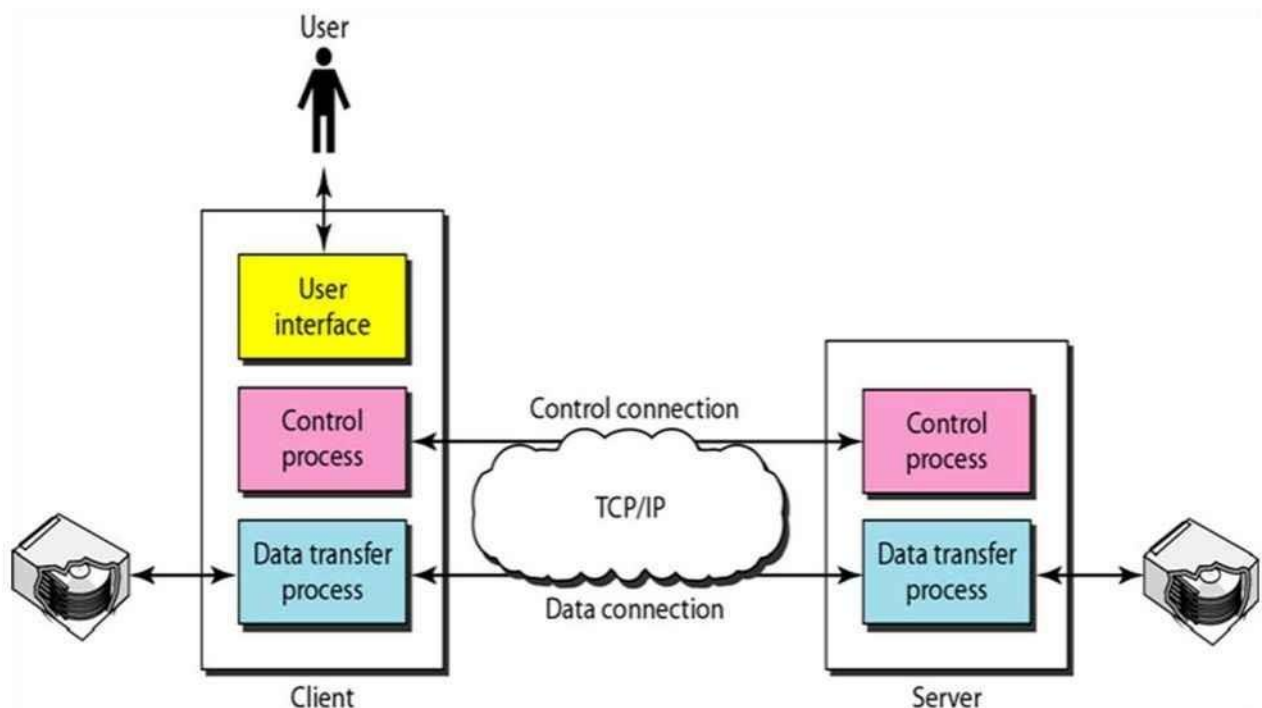 User
User
interface
Control
process
Data transfer
process
Client
Control connection
TCP/IP
Data connection
Control
process
Data transfer
process
Server